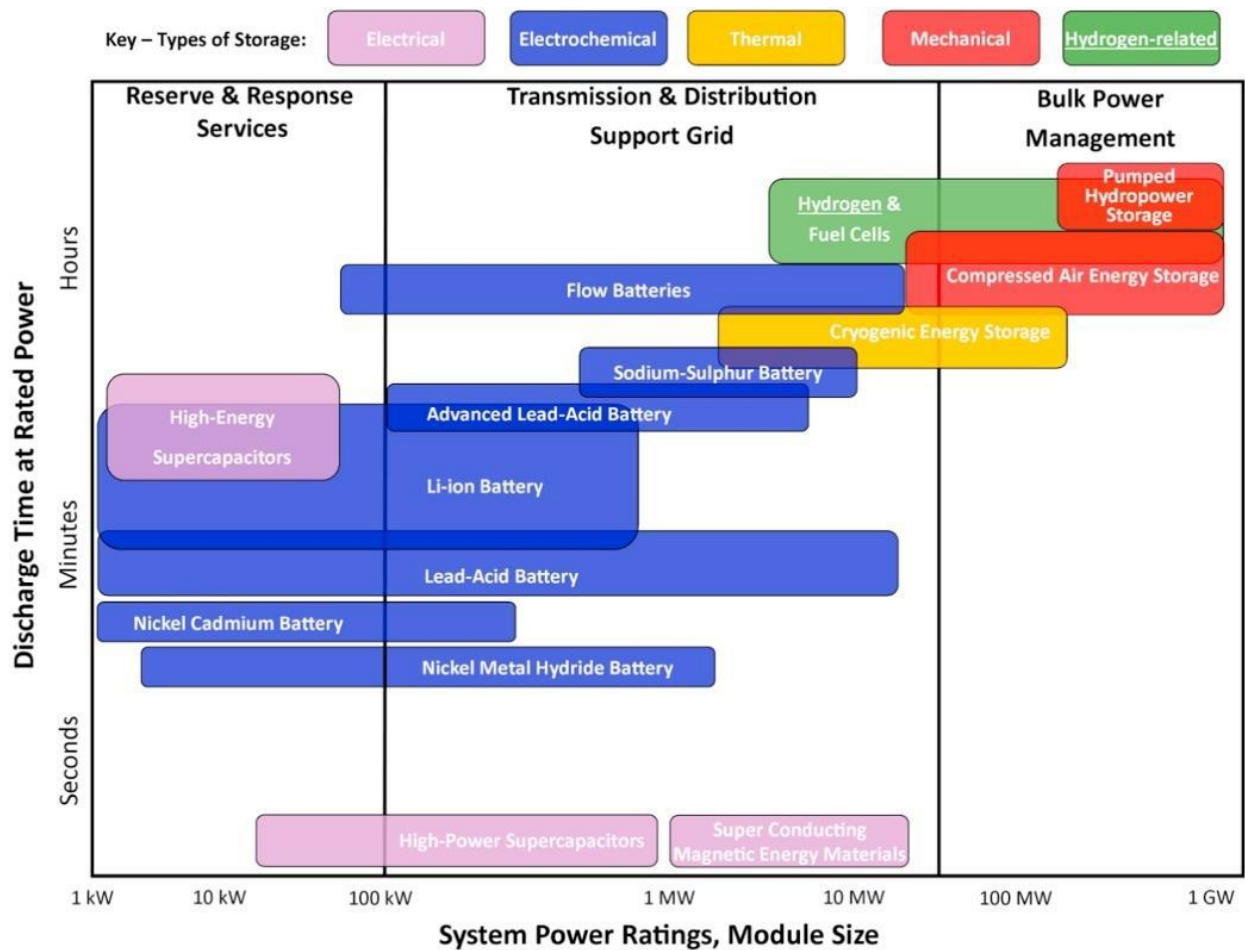 Key – Types of Storage:
Electrical
Electrochemical
Thermal
Mechanical
Hydrogen-related
Reserve & Response
Services
Transmission & Distribution
Support Grid
Bulk Power
Management
Discharge Time at Rated Power
Hours
Minutes
Seconds
Pumped
Hydropower
Storage
Hydrogen &
Fuel Cells
Compressed Air Energy Storage
Flow Batteries
Cryogenic Energy Storage
Sodium-Sulphur Battery
Advanced Lead-Acid Battery
High-Energy
Supercapacitors
Li-ion Battery
Lead-Acid Battery
Nickel Cadmium Battery
Nickel Metal Hydride Battery
High-Power Supercapacitors
Super Conducting
Magnetic Energy Materials
1 kW
10 kW
100 kW
1 MW
10 MW
100 MW
1 GW
System Power Ratings, Module Size